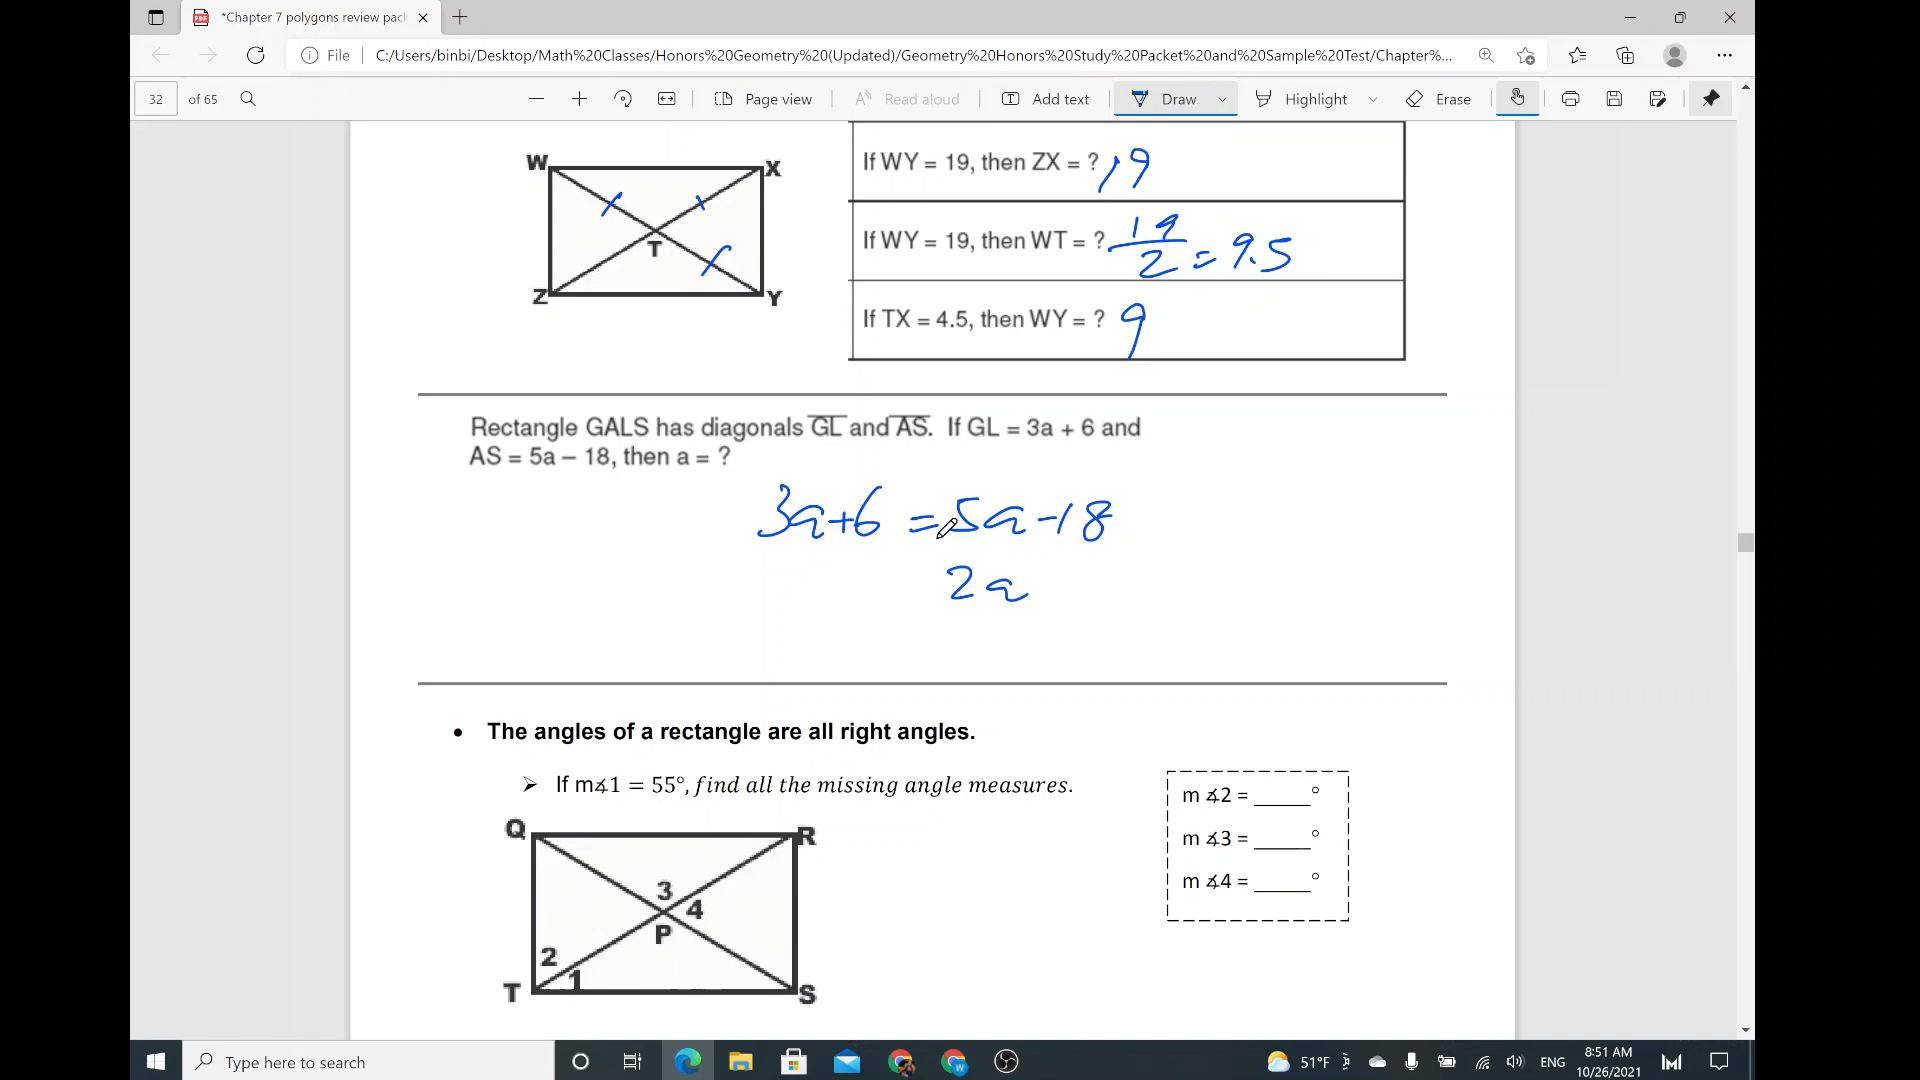 *Chapter 7 polygons review pac
File C:/Users/binbi/Desktop/Math%20Classes/Honors%20Geometry%20(Updated)/Geometry%20Honors%20Study%20Packet%20and%20Sample%20Test/Chapter%...
32 of 65 Page view Read aloud Add text Draw Highlight Erase
W X
T
Z Y
If WY = 19, then ZX = ? 19
If WY = 19, then WT = ? 19/2 = 9.5
If TX = 4.5, then WY = ? 9
Rectangle GALS has diagonals GL and AS. If GL = 3a + 6 and
AS = 5a – 18, then a = ?
3a+6 = 5a-18
2a
• The angles of a rectangle are all right angles.
➢ If m∡1 = 55°, find all the missing angle measures.
m ∡2 = ______°
m ∡3 = ______°
m ∡4 = ______°
Q R
3
4
P
2
1
T S
Type here to search
51°F ENG 8:51 AM
10/26/2021